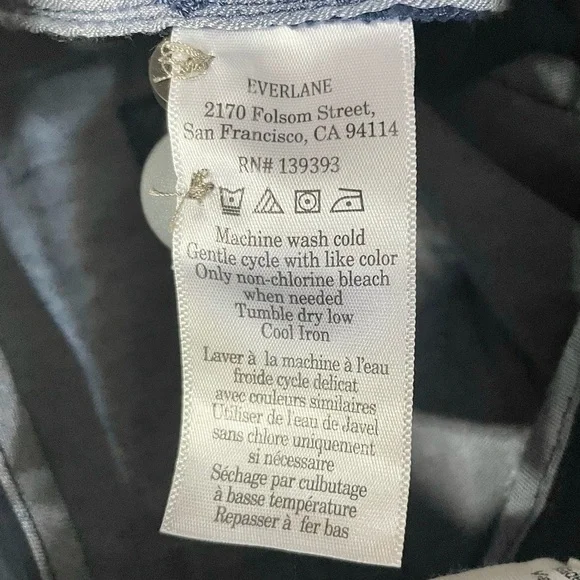 EVERLANE
2170 Folsom Street,
San Francisco, CA 94114
RN# 139393
Machine wash cold
Gentle cycle with like color
Only non-chlorine bleach
when needed
Tumble dry low
Cool Iron
Laver à la machine à l'eau
froide cycle delicat
avec couleurs similaires
Utiliser de l'eau de Javel
sans chlore uniquement
si nécessaire
Séchage par culbutage
à basse température
Repasser à fer bas